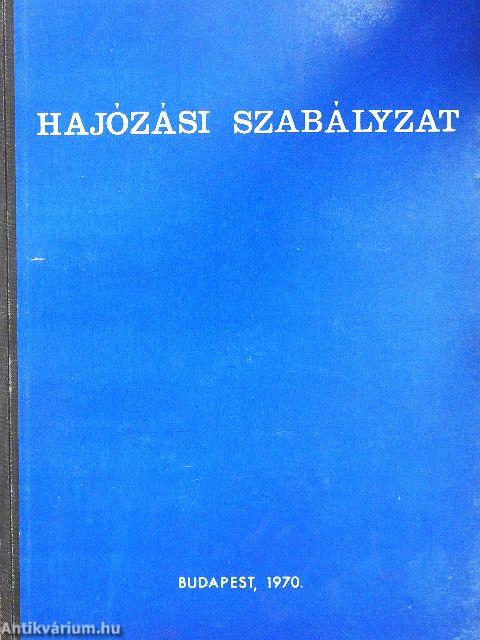 HAJÓZÁSI SZABÁLYZAT
BUDAPEST, 1970.
Antikvárium.hu